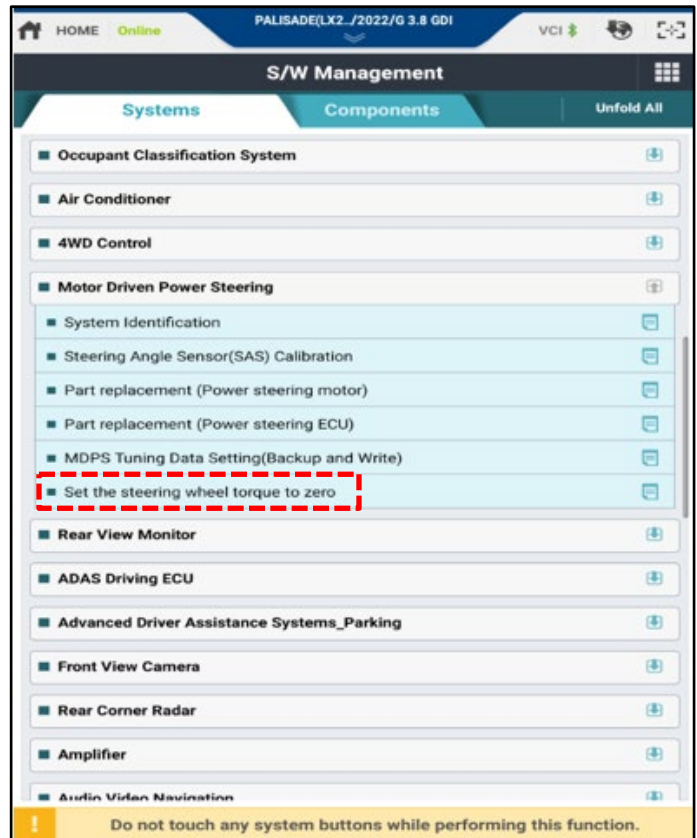 PALISADE(LX2../2022/G 3.8 GDI
HOME Online VCI
S/W Management
Systems Components Unfold All
Occupant Classification System
Air Conditioner
4WD Control
Motor Driven Power Steering
System Identification
Steering Angle Sensor(SAS) Calibration
Part replacement (Power steering motor)
Part replacement (Power steering ECU)
MDPS Tuning Data Setting(Backup and Write)
Set the steering wheel torque to zero
Rear View Monitor
ADAS Driving ECU
Advanced Driver Assistance Systems_Parking
Front View Camera
Rear Corner Radar
Amplifier
Audio Video Navigation
! Do not touch any system buttons while performing this function.